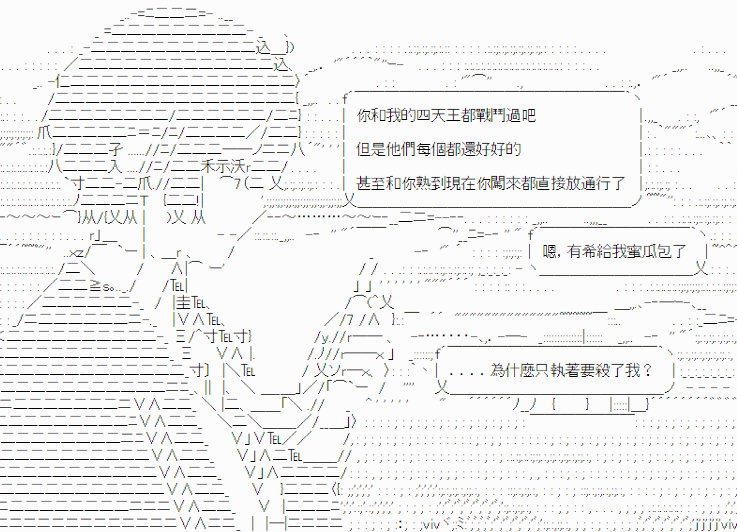 你和我的四天王都戰鬥過吧
但是他們每個都還好好的
甚至和你熟到現在你闖來都直接放通行了
嗯, 有希給我蜜瓜包了
....為什麼只執著要殺了我？